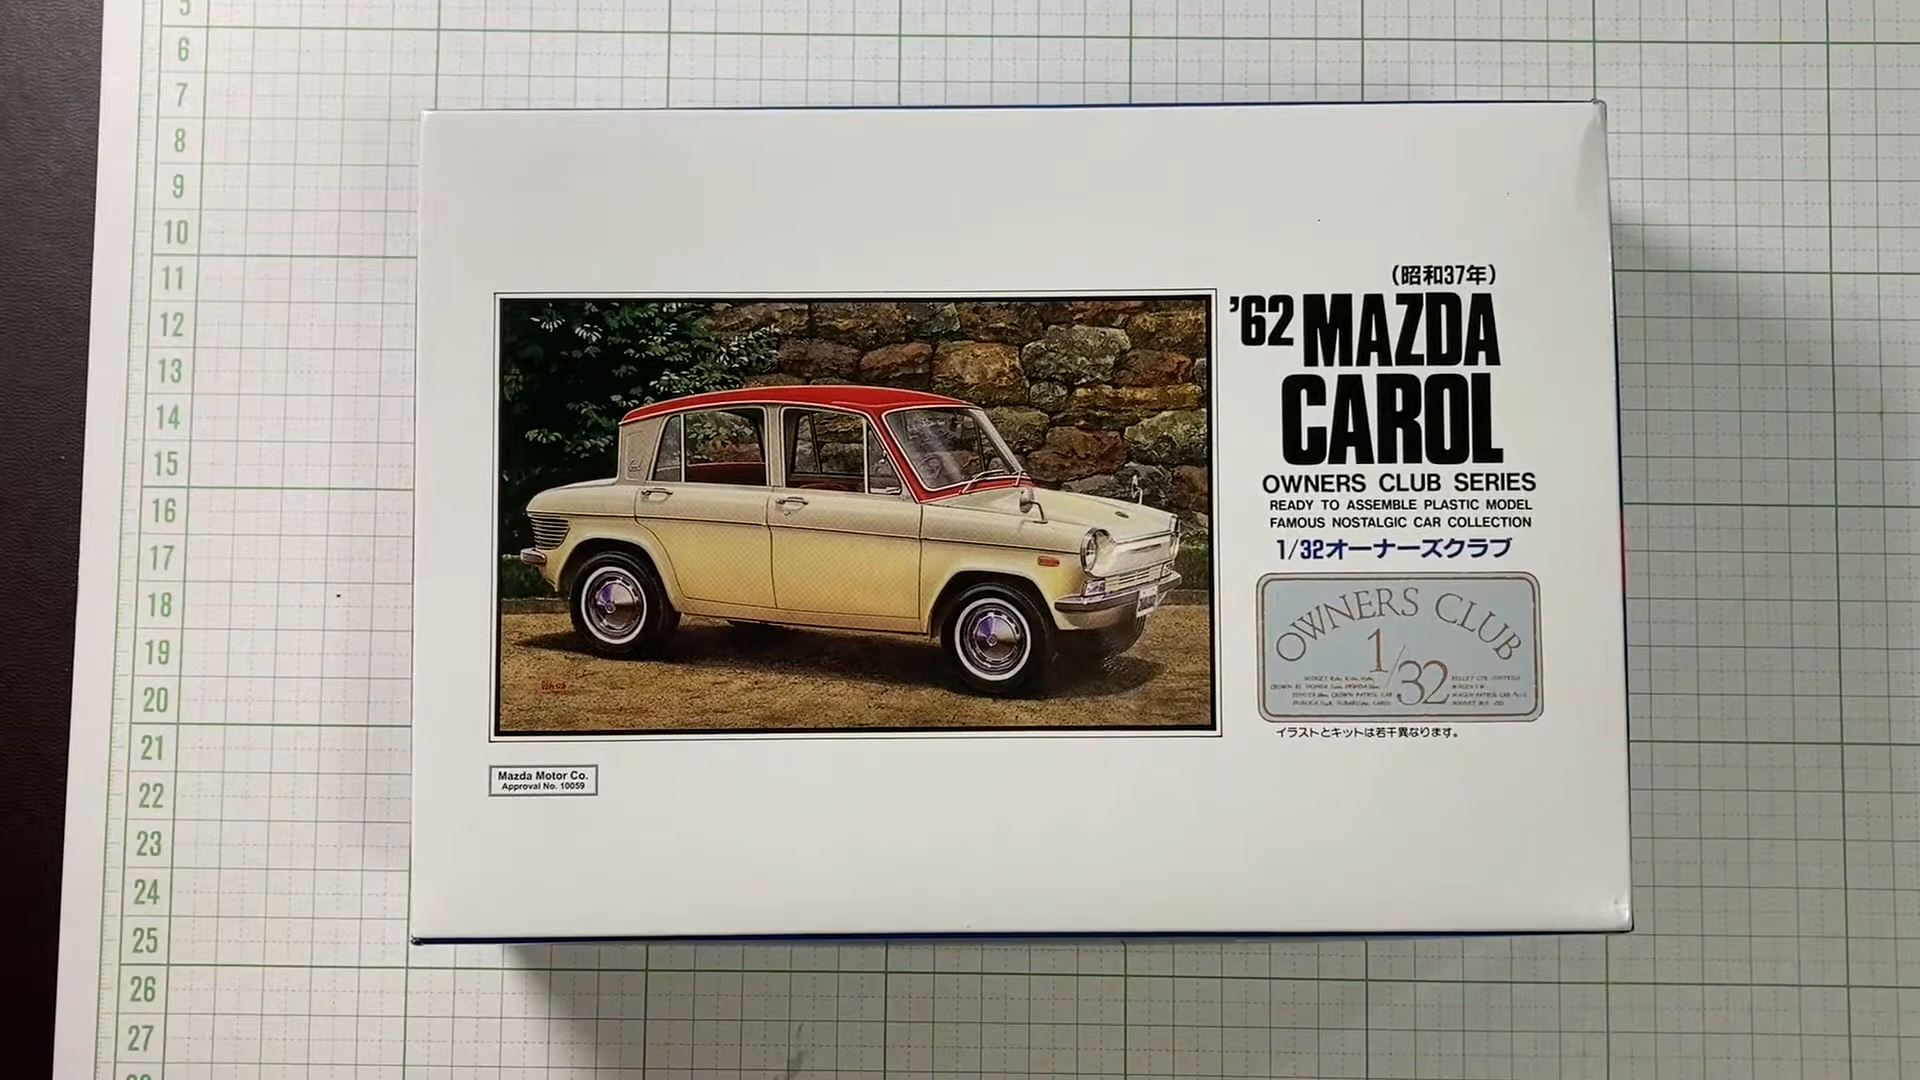 5
6
7
8
9
10
11
12
13
14
15
16
17
18
19
20
21
22
23
24
25
26
27
(昭和37年)
'62 MAZDA
CAROL
OWNERS CLUB SERIES
READY TO ASSEMBLE PLASTIC MODEL
FAMOUS NOSTALGIC CAR COLLECTION
1/32オーナーズクラブ
OWNERS CLUB
1/32
イラストとキットは若干異なります。
Mazda Motor Co.
Approval No. 10059